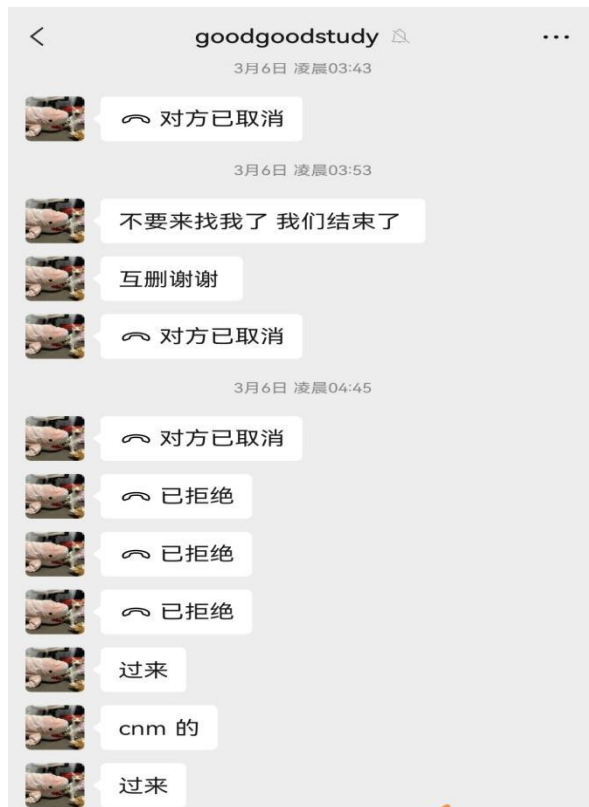 goodgoodstudy
3月6日 凌晨03:43
对方已取消
3月6日 凌晨03:53
不要来找我了 我们结束了
互删谢谢
对方已取消
3月6日 凌晨04:45
对方已取消
已拒绝
已拒绝
已拒绝
过来
cnm 的
过来